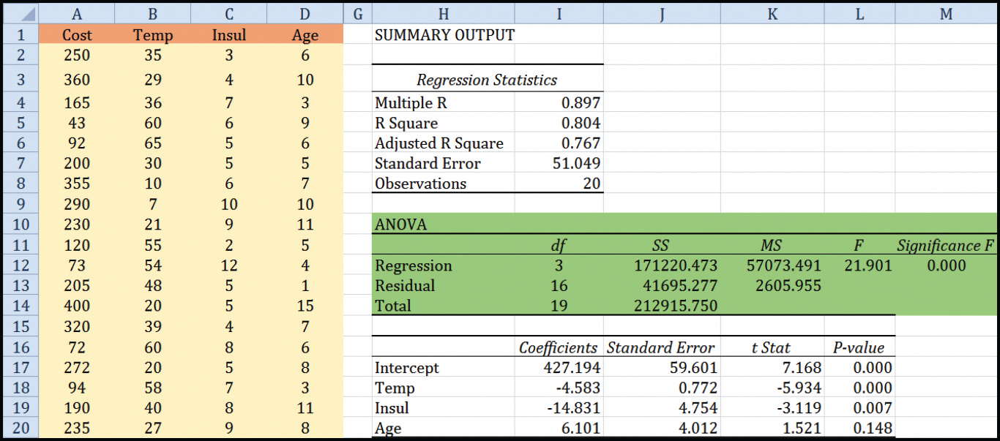 A B C D G H I J K L M
1 Cost Temp Insul Age SUMMARY OUTPUT
2 250 35 3 6
3 360 29 4 10 Regression Statistics
4 165 36 7 3 Multiple R 0.897
5 43 60 6 9 R Square 0.804
6 92 65 5 6 Adjusted R Square 0.767
7 200 30 5 5 Standard Error 51.049
8 355 10 6 7 Observations 20
9 290 7 10 10
10 230 21 9 11 ANOVA
11 120 55 2 5 df SS MS F Significance F
12 73 54 12 4 Regression 3 171220.473 57073.491 21.901 0.000
13 205 48 5 1 Residual 16 41695.277 2605.955
14 400 20 5 15 Total 19 212915.750
15 320 39 4 7
16 72 60 8 6 Coefficients Standard Error t Stat P-value
17 272 20 5 8 Intercept 427.194 59.601 7.168 0.000
18 94 58 7 3 Temp -4.583 0.772 -5.934 0.000
19 190 40 8 11 Insul -14.831 4.754 -3.119 0.007
20 235 27 9 8 Age 6.101 4.012 1.521 0.148